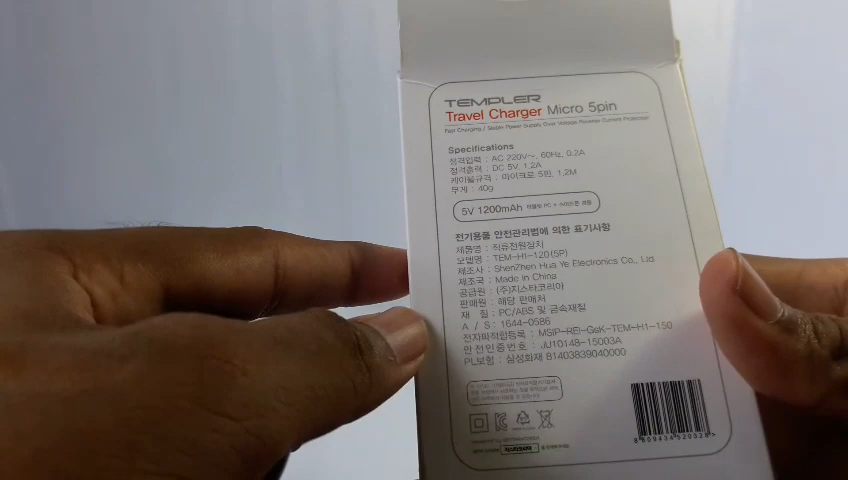 TEMPLER
Travel Charger Micro 5pin
Fast Charging / Stable Power Supply Over Voltage Reverse Current Protection
Specifications
정격입력 : AC 220V~, 60Hz, 0.2A
정격출력 : DC 5V, 1.2A
케이블규격 : 마이크로 5핀, 1.2M
무게 : 40g
5V 1200mAh
전기용품 안전관리법에 의한 표기사항
제품명 : 직류전원장치
모델명 : TEM-H1-120(5P)
제조사 : ShenZhen Hua Ye Electronics Co., Ltd.
제조국 : Made In China
공급원 : (주)지스타코리아
판매원 : 해당 판매처
재 질 : PC/ABS 및 금속재질
A / S : 1644-0586
전자파적합등록 : MSIP-REI-GsK-TEM-H1-150
안전인증번호 : JU10148-15003A
PL보험 : 삼성화재 81403839040000